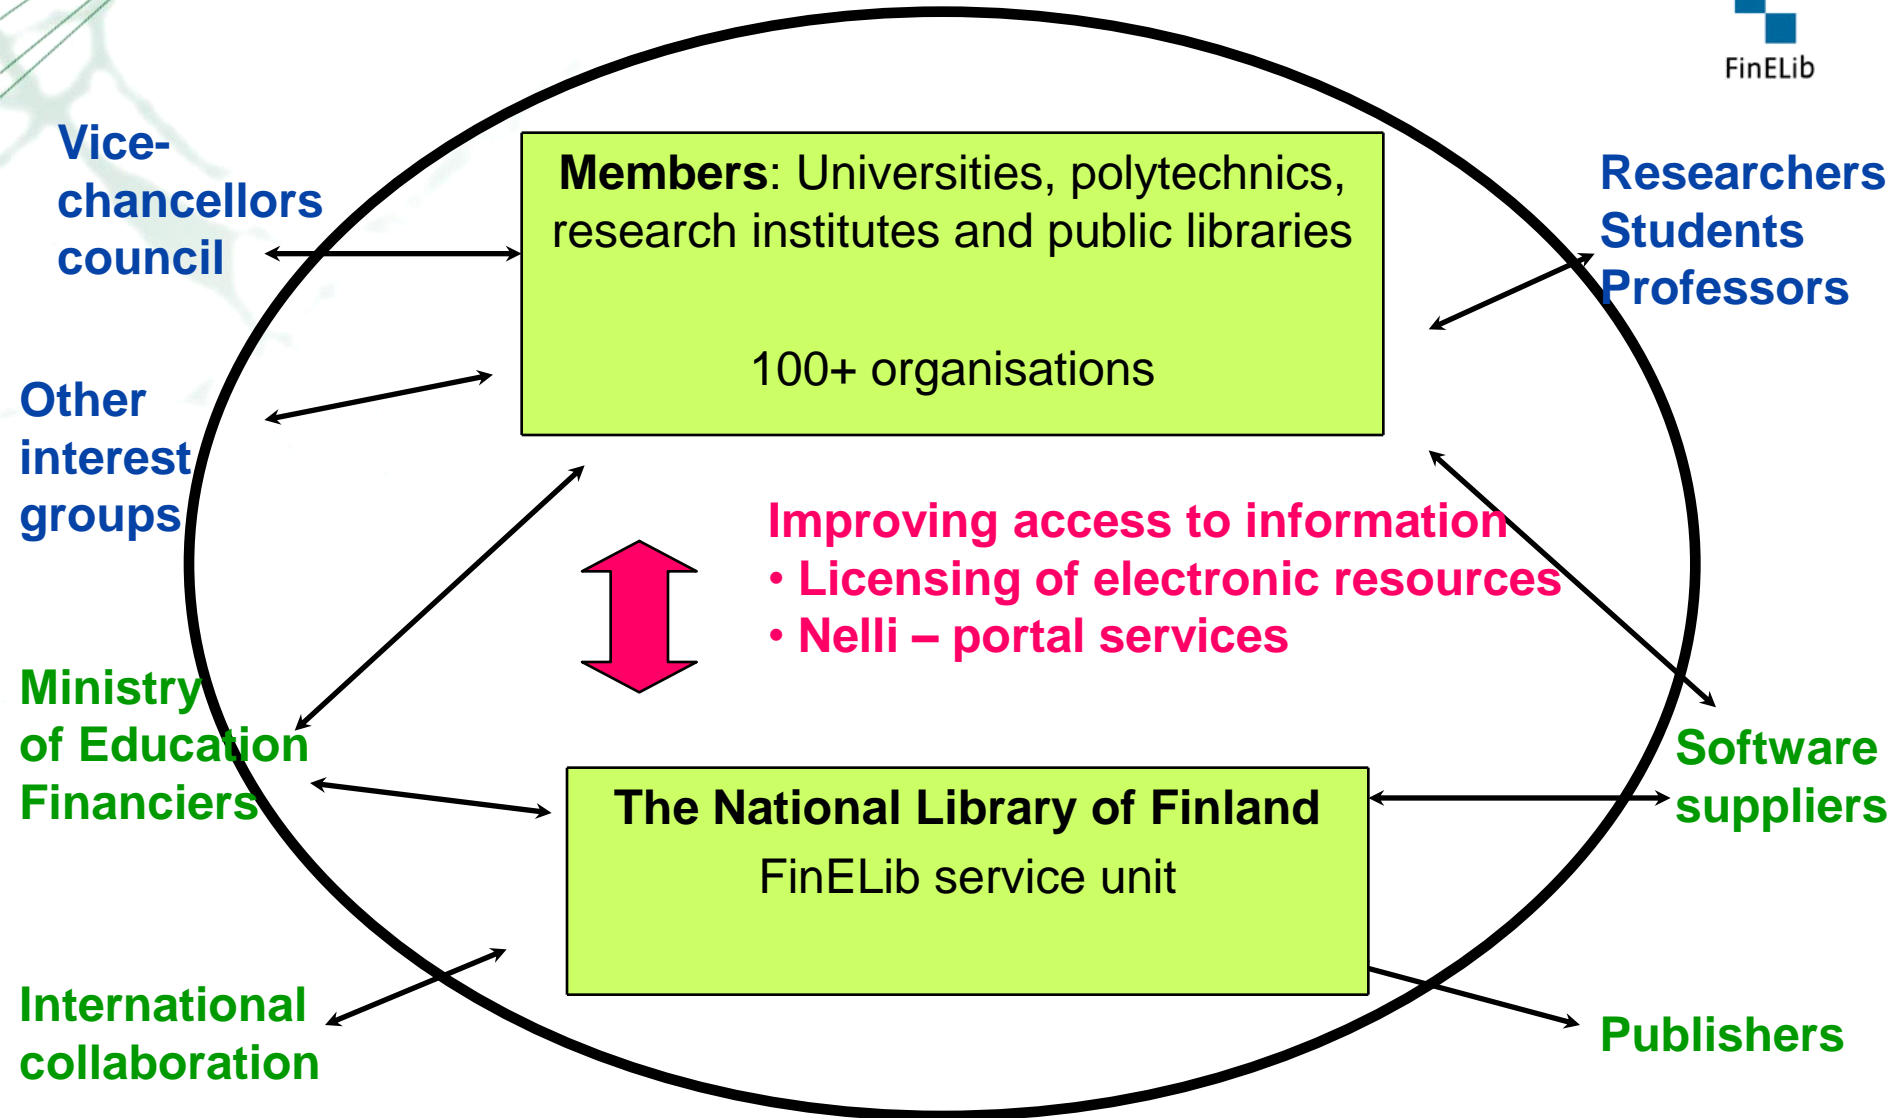 FinELib
Vice-
chancellors
council
Members: Universities, polytechnics,
research institutes and public libraries
100+ organisations
Researchers
Students
Professors
Other
interest
groups
Improving access to information
• Licensing of electronic resources
• Nelli – portal services
Ministry
of Education
Financiers
The National Library of Finland
FinELib service unit
Software
suppliers
International
collaboration
Publishers